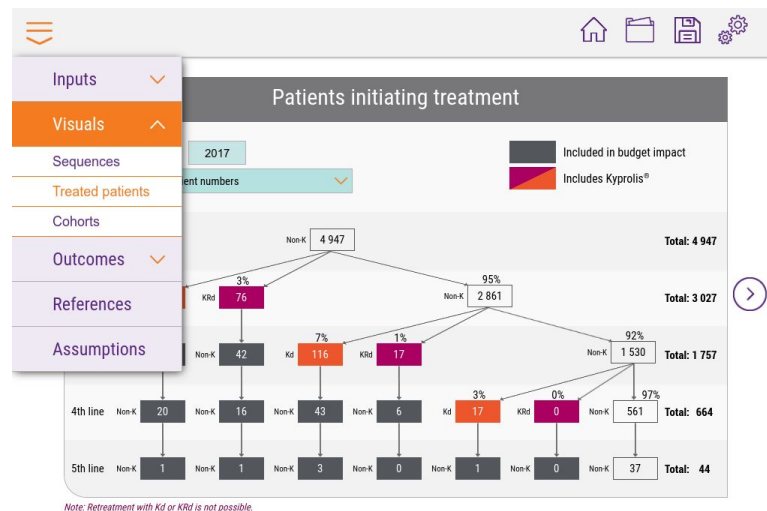 Inputs
Visuals
Sequences
Treated patients
Cohorts
Outcomes
References
Assumptions
Patients initiating treatment
2017
ent numbers
Included in budget impact
Includes Kyprolis®
Non-K 4 947 Total: 4 947
3% 95%
KRd 76 Non-K 2 861 Total: 3 027
7% 1% 92%
Non-K 42 Kd 116 KRd 17 Non-K 1 530 Total: 1 757
3% 0% 97%
4th line Non-K 20 Non-K 16 Non-K 43 Non-K 6 Kd 17 KRd 0 Non-K 561 Total: 664
5th line Non-K 1 Non-K 1 Non-K 3 Non-K 0 Non-K 1 Non-K 0 Non-K 37 Total: 44
Note: Retreatment with Kd or KRd is not possible.